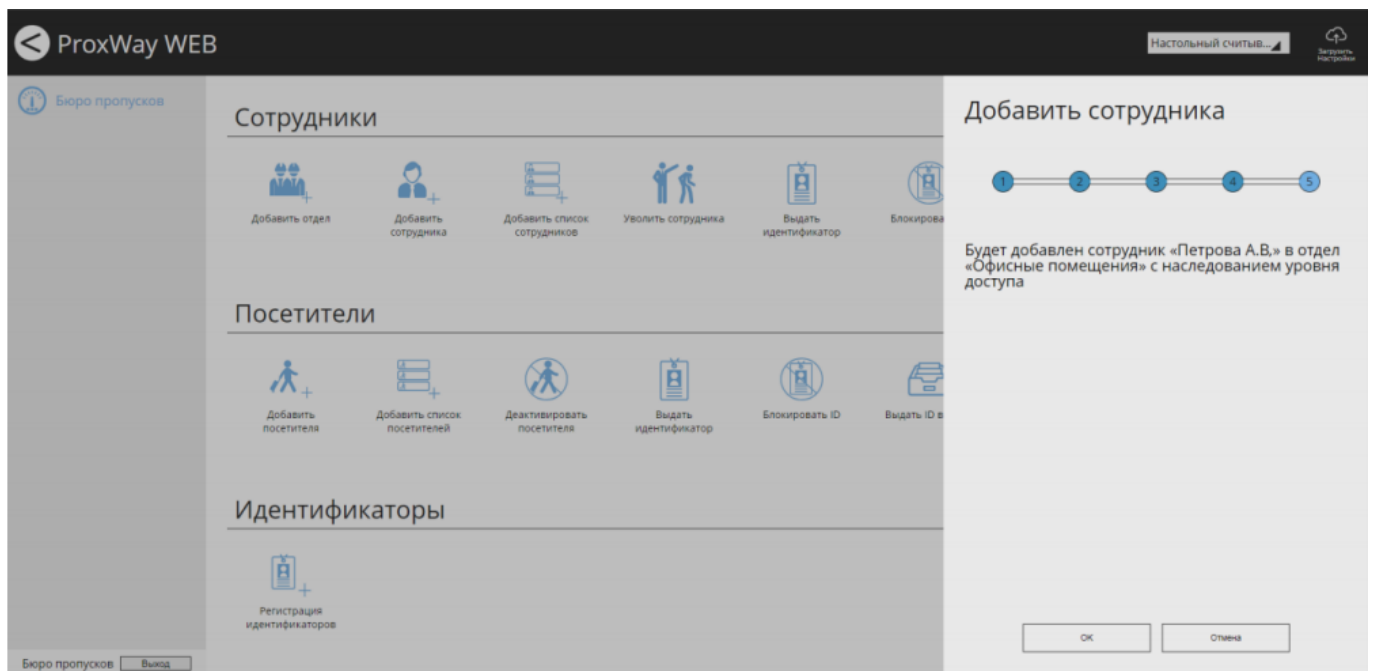 ProxWay WEB
Настольный считыв...
Загрузить
Настройки
Бюро пропусков
Сотрудники
Добавить отдел
Добавить
сотрудника
Добавить список
сотрудников
Уволить сотрудника
Выдать
идентификатор
Блокирова
Посетители
Добавить
посетителя
Добавить список
посетителей
Деактивировать
посетителя
Выдать
идентификатор
Блокировать ID
Выдать ID в
Идентификаторы
Регистрация
идентификаторов
Добавить сотрудника
1 2 3 4 5
Будет добавлен сотрудник «Петрова А.В,» в отдел
«Офисные помещения» с наследованием уровня
доступа
OK
Отмена
Бюро пропусков Выход